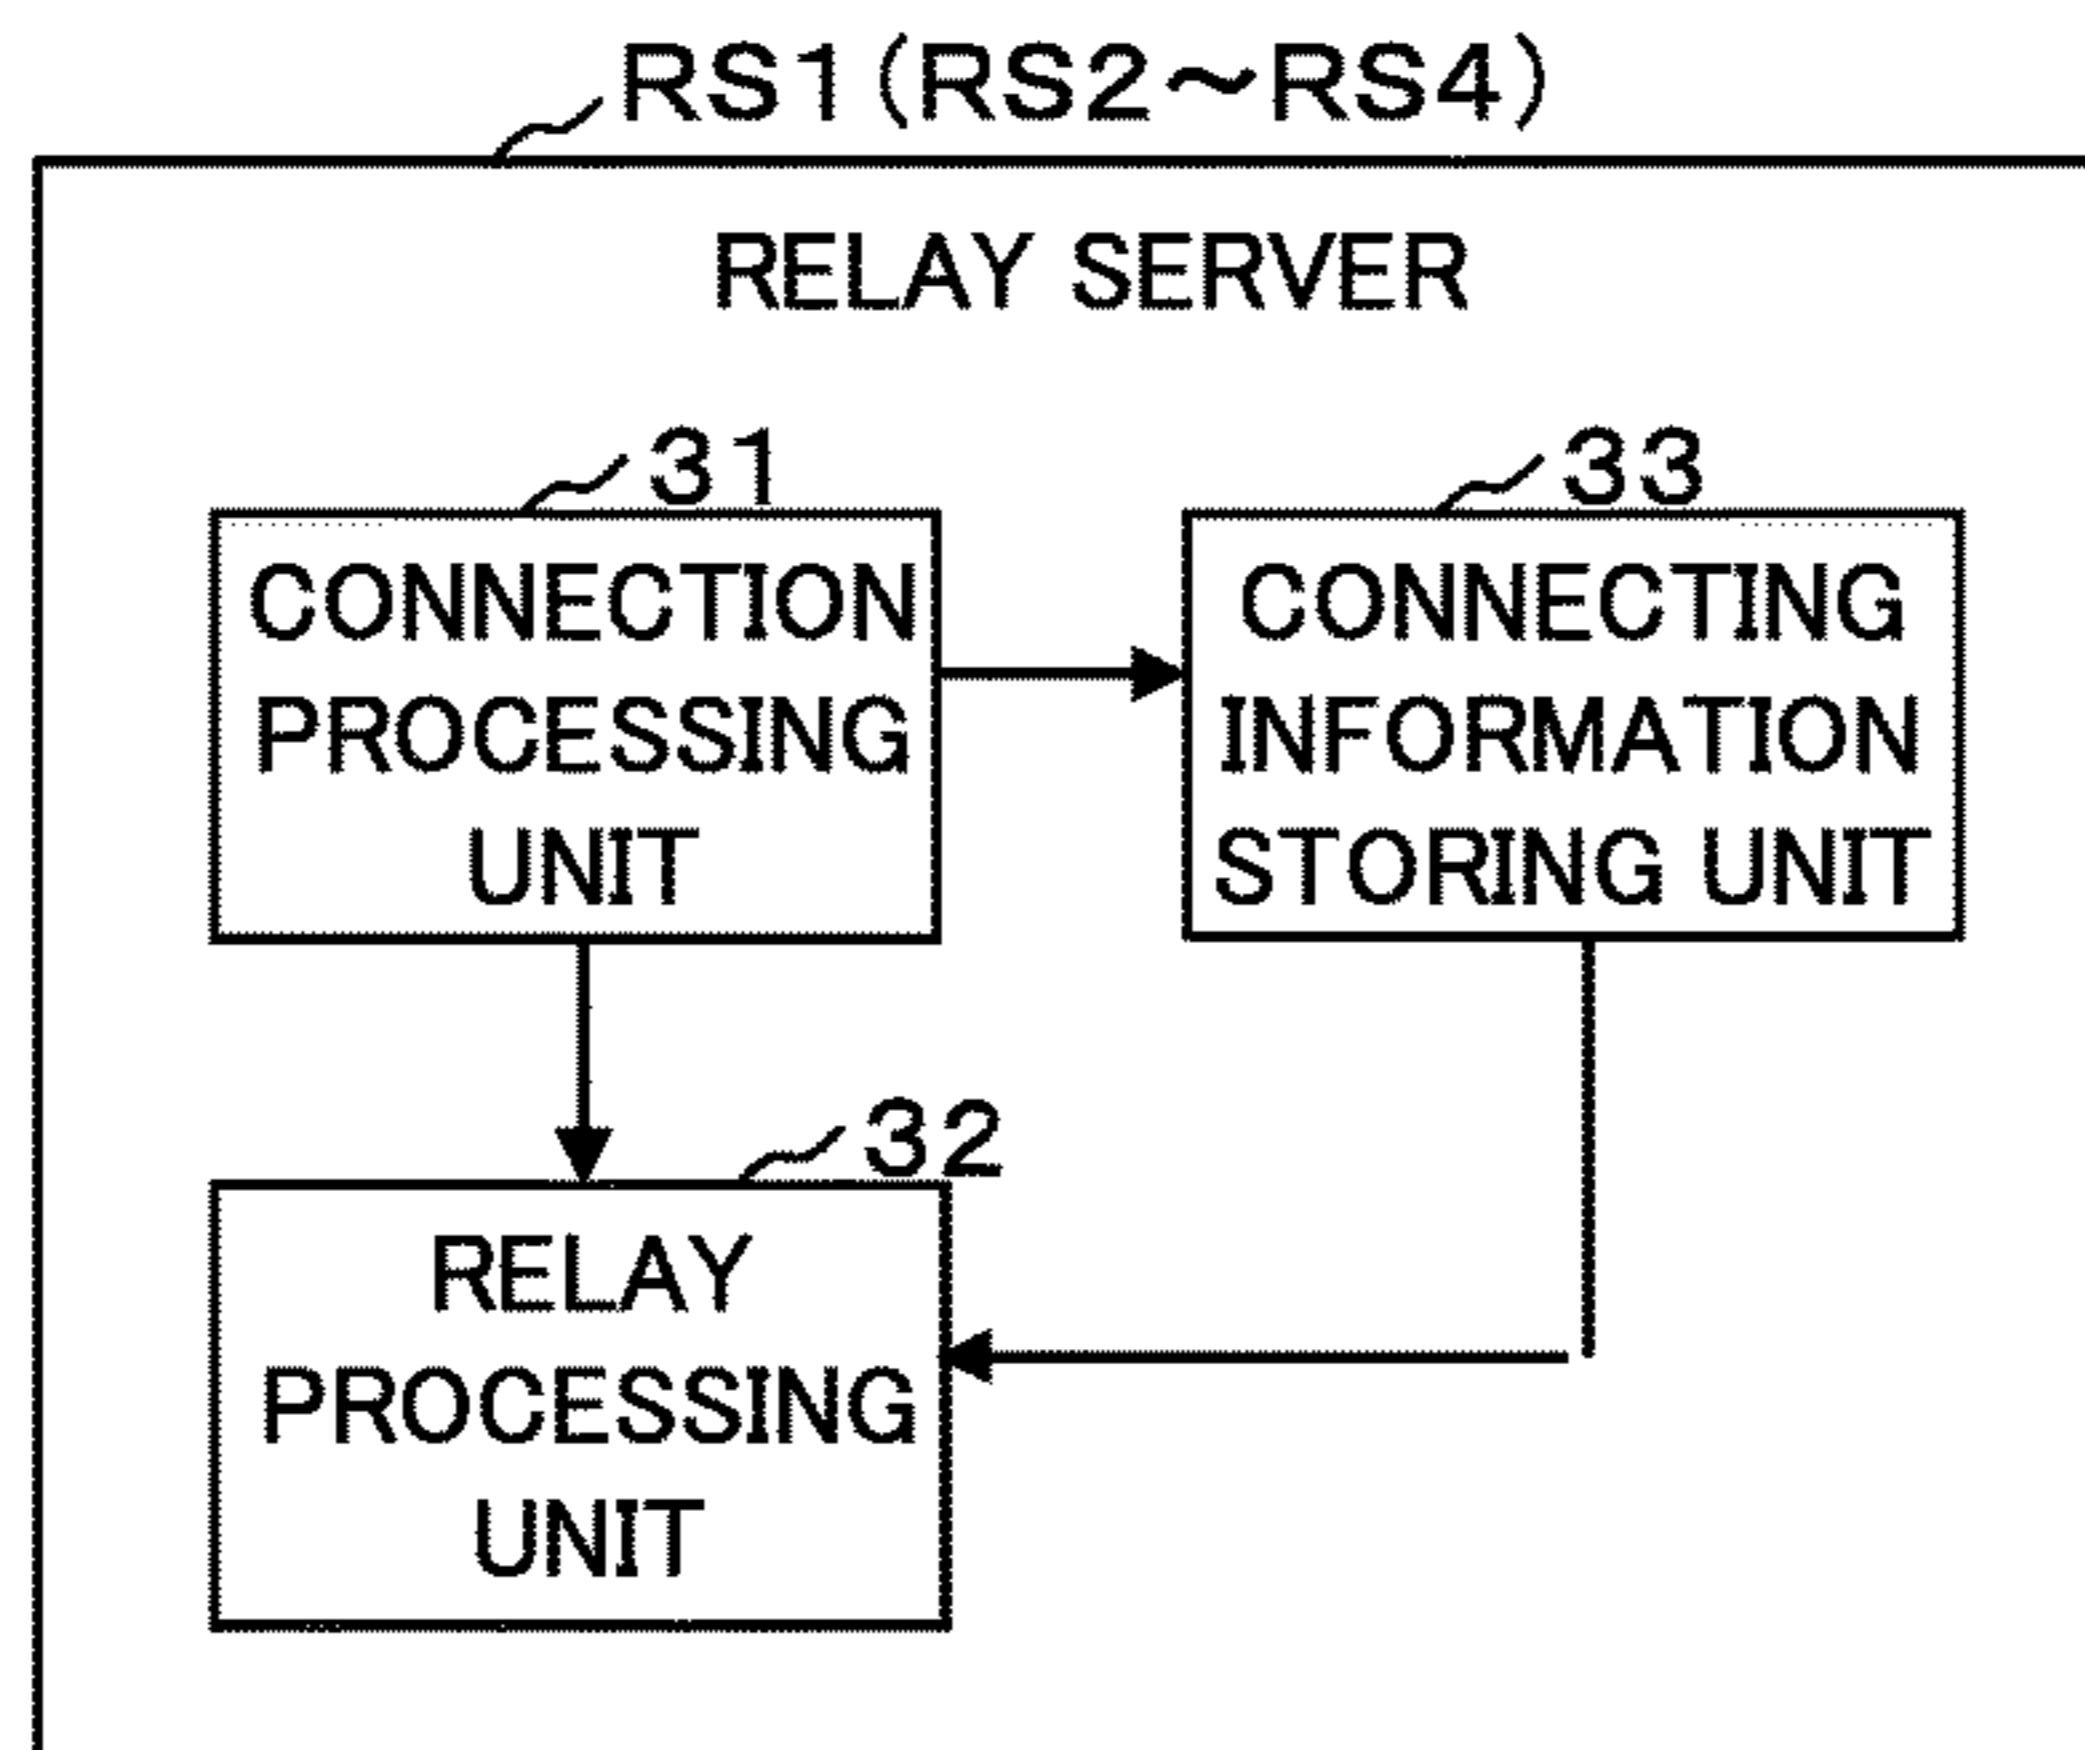 RS1(RS2～RS4)
RELAY SERVER
31
CONNECTION
PROCESSING
UNIT
33
CONNECTING
INFORMATION
STORING UNIT
32
RELAY
PROCESSING
UNIT